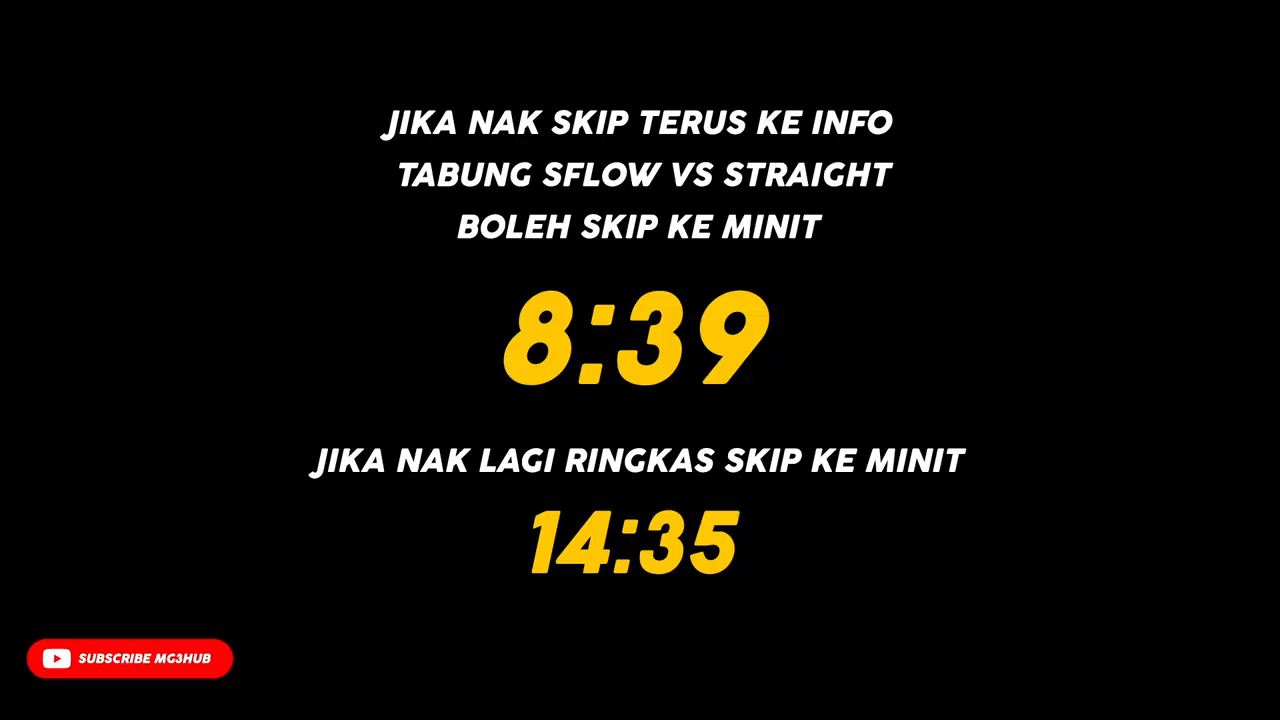 JIKA NAK SKIP TERUS KE INFO
TABUNG SFLOW VS STRAIGHT
BOLEH SKIP KE MINIT
8:39
JIKA NAK LAGI RINGKAS SKIP KE MINIT
14:35
SUBSCRIBE MG3HUB